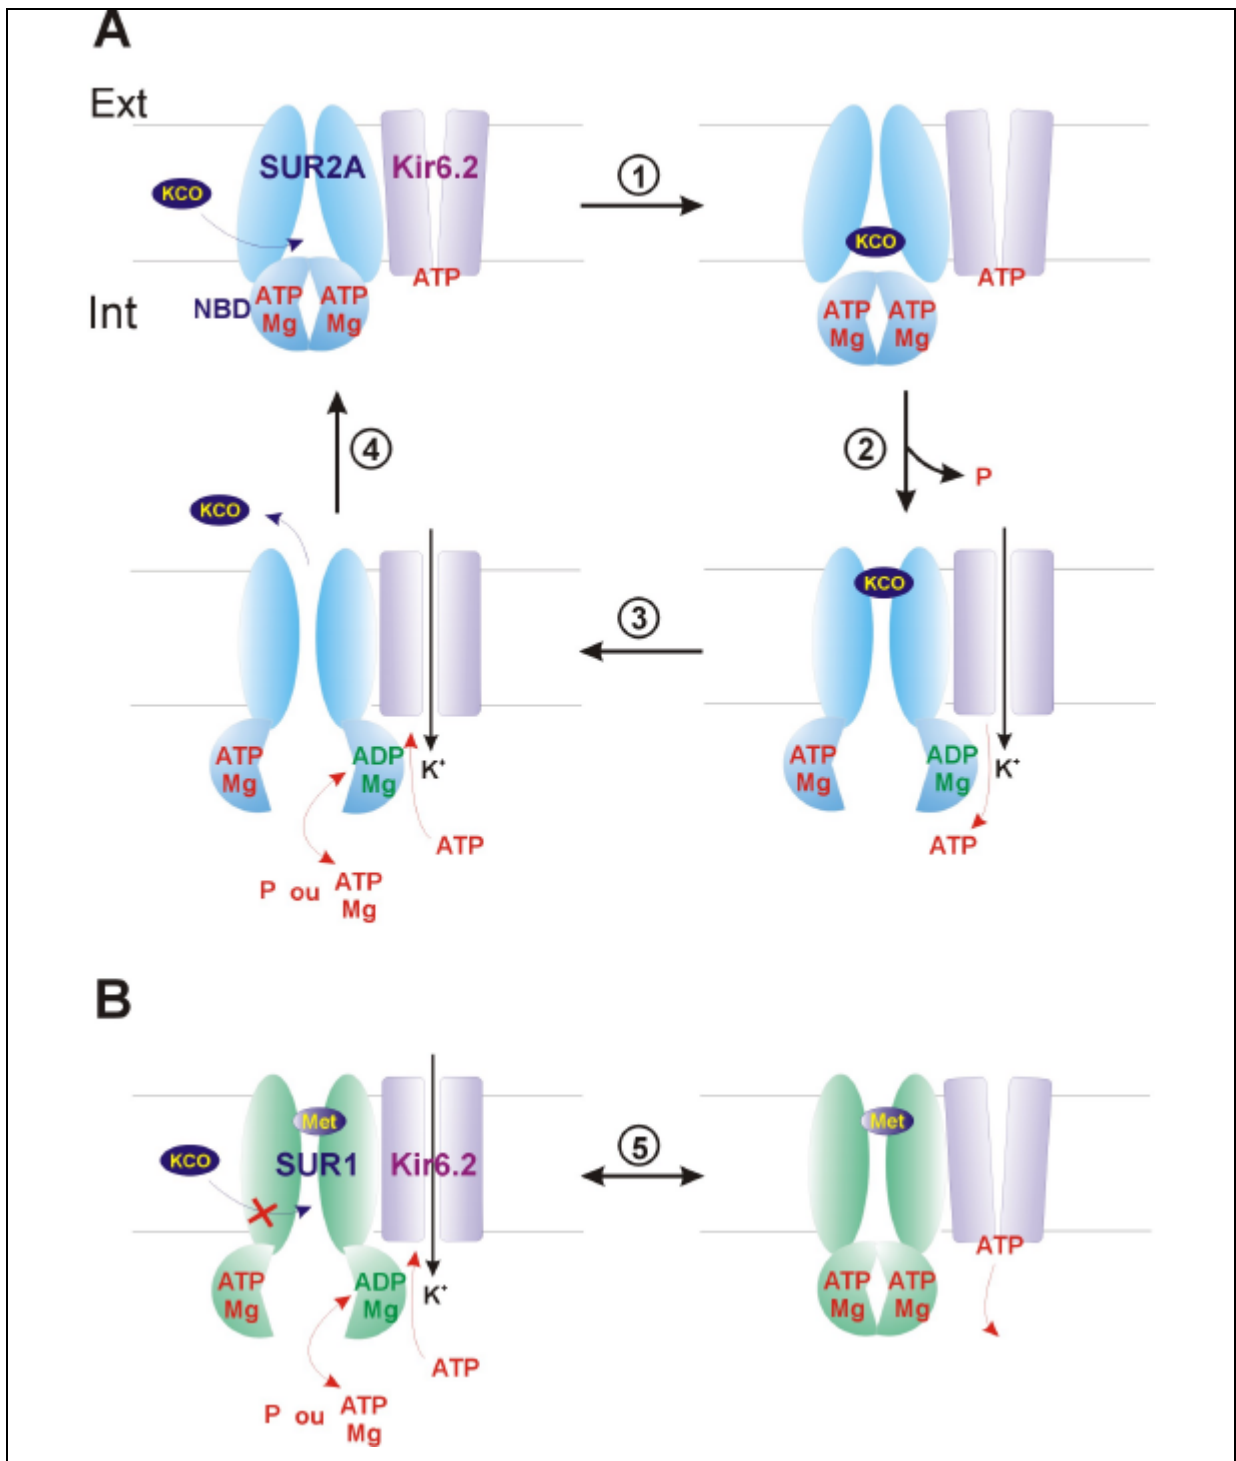 A
Ext
SUR2A Kir6.2
KCO
1
KCO
ATP ATP
Int
NBD
ATP ATP
Mg Mg
ATP ATP
Mg Mg
4
2
P
KCO
KCO
3
ATP ADP
Mg Mg
K+
ATP
P ou ATP
Mg
ATP ADP
Mg Mg
K+
ATP
B
Met
KCO
SUR1 Kir6.2
5
Met
ATP
ATP ADP
Mg Mg
K+
ATP
P ou ATP
Mg
ATP ATP
Mg Mg